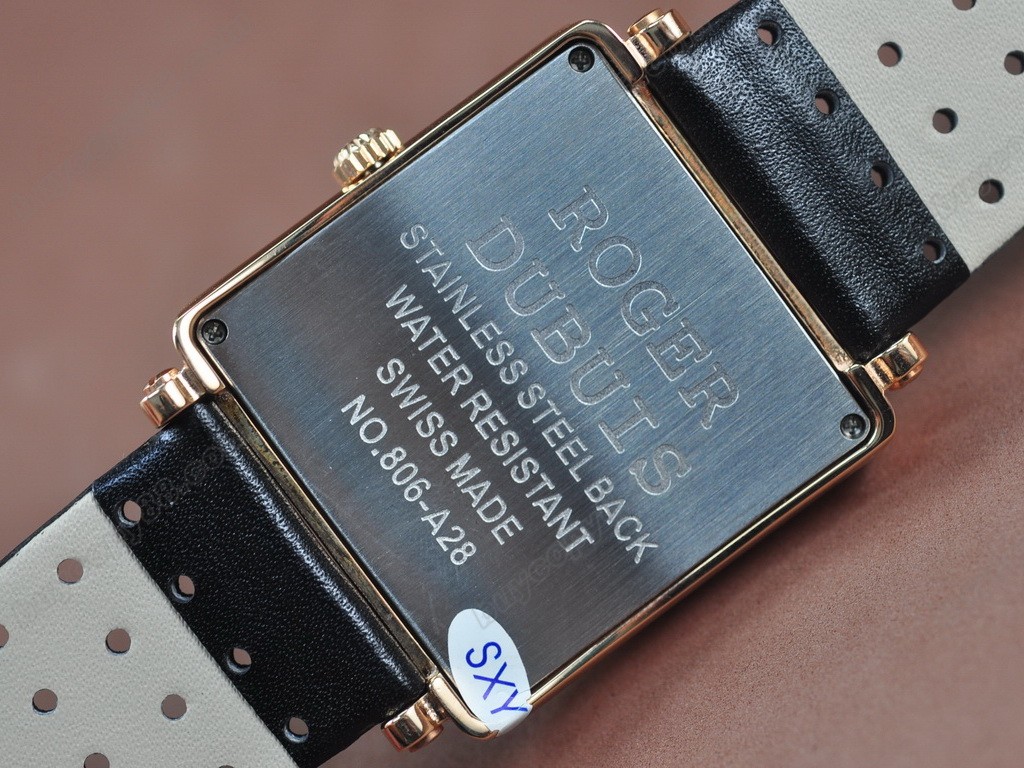 ROGER
DUBUIS
STAINLESS STEEL BACK
WATER RESISTANT
SWISS MADE
NO.806-A28
SXY